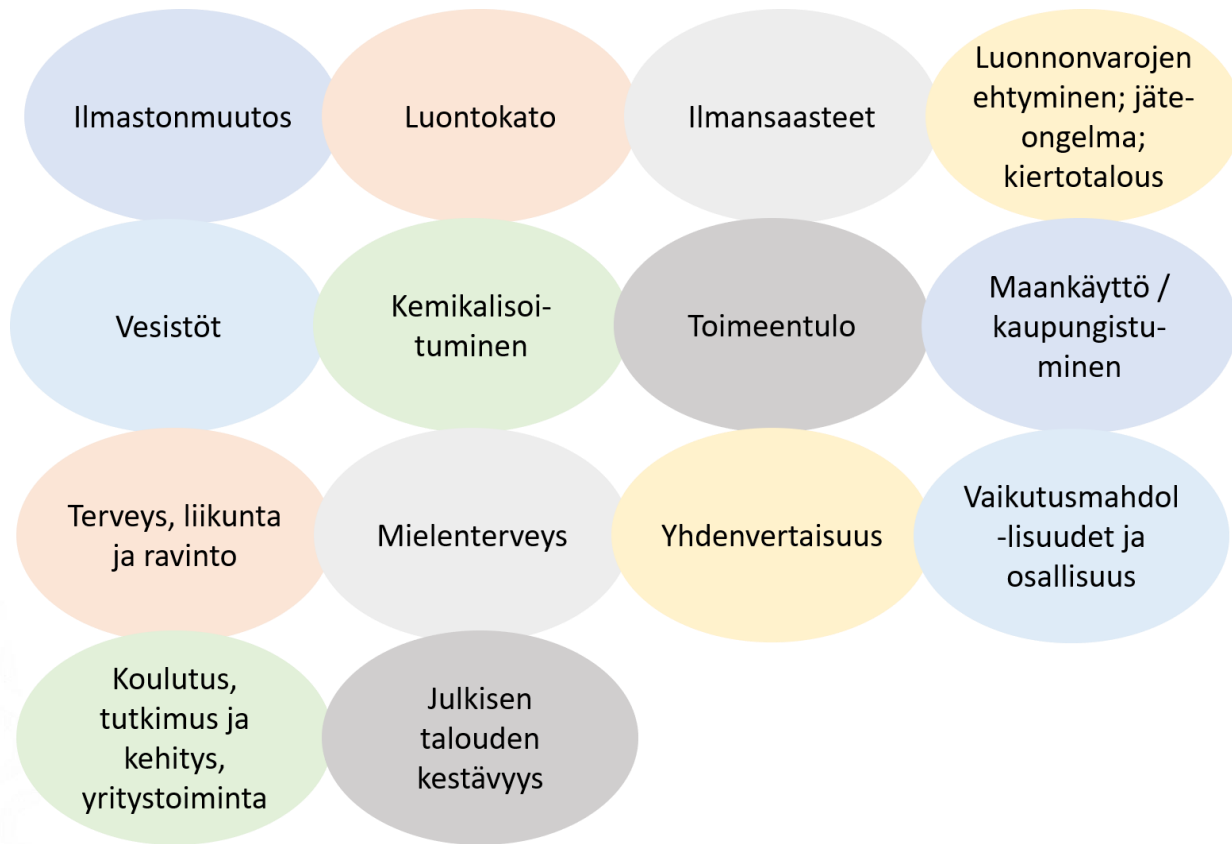 Ilmastonmuutos
Luontokato
Ilmansaasteet
Luonnonvarojen
ehtyminen; jäte-
ongelma;
kiertotalous
Vesistöt
Kemikalisoi-
tuminen
Toimeentulo
Maankäyttö /
kaupungistu-
minen
Terveys, liikunta
ja ravinto
Mielenterveys
Yhdenvertaisuus
Vaikutusmahdol
-lisuudet ja
osallisuus
Koulutus,
tutkimus ja
kehitys,
yritystoiminta
Julkisen
talouden
kestävyys